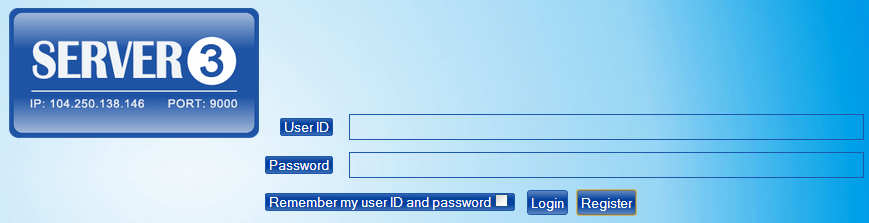 SERVER 3
IP: 104.250.138.146 PORT: 9000
User ID
Password
Remember my user ID and password Login Register